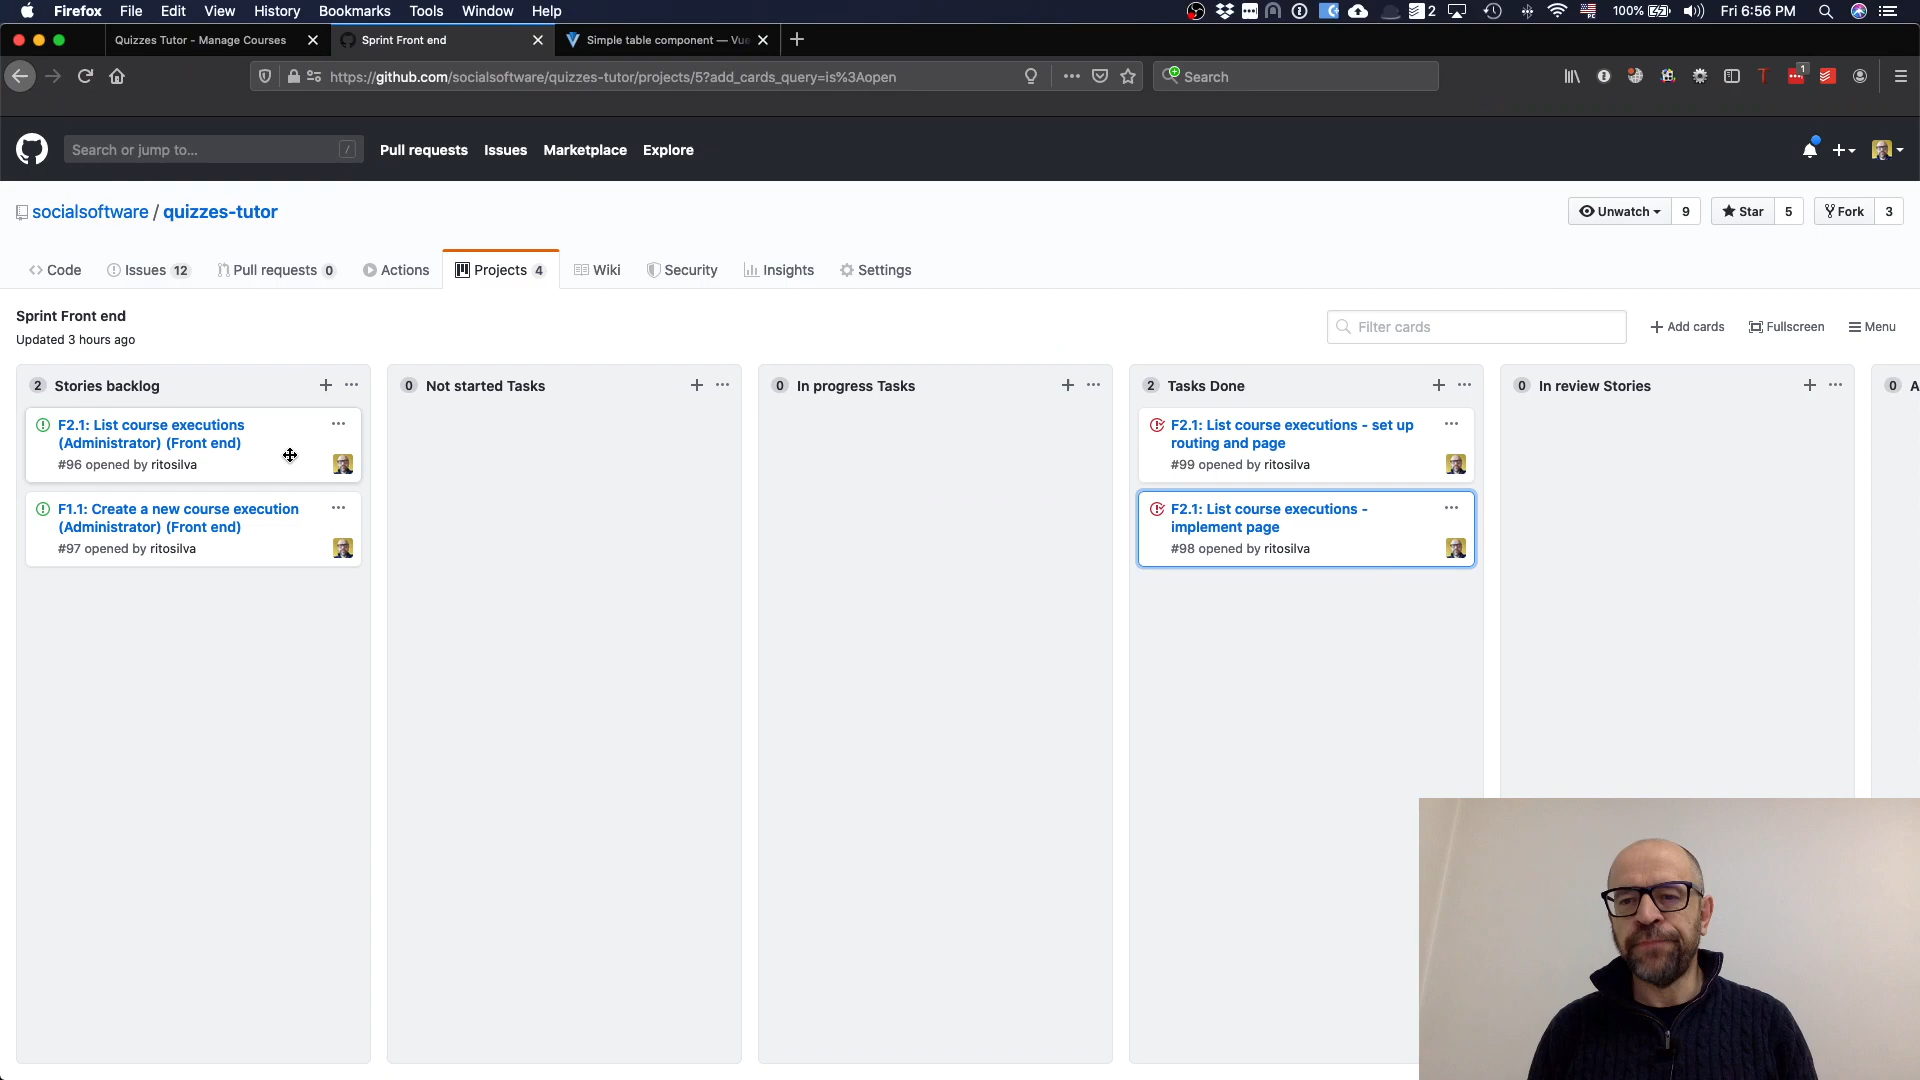 Firefox File Edit View History Bookmarks Tools Window Help
2 100% Fri 6:56 PM
Quizzes Tutor - Manage Courses
Sprint Front end
Simple table component — Vue
https://github.com/socialsoftware/quizzes-tutor/projects/5?add_cards_query=is%3Aopen
Search
1
Search or jump to... /
Pull requests Issues Marketplace Explore
socialsoftware / quizzes-tutor
Unwatch 9 Star 5 Fork 3
Code Issues 12 Pull requests 0 Actions Projects 4 Wiki Security Insights Settings
Sprint Front end
Updated 3 hours ago
Filter cards
Add cards Fullscreen Menu
2 Stories backlog
F2.1: List course executions
(Administrator) (Front end)
#96 opened by ritosilva
F1.1: Create a new course execution
(Administrator) (Front end)
#97 opened by ritosilva
0 Not started Tasks
0 In progress Tasks
2 Tasks Done
F2.1: List course executions - set up
routing and page
#99 opened by ritosilva
F2.1: List course executions -
implement page
#98 opened by ritosilva
0 In review Stories
0 A